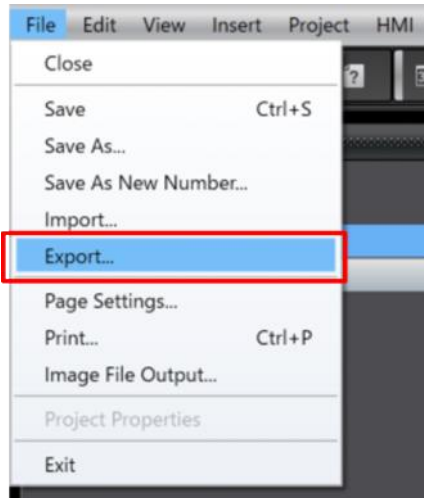 File Edit View Insert Project HMI
Close
Save Ctrl+S
Save As...
Save As New Number...
Import...
Export...
Page Settings...
Print... Ctrl+P
Image File Output...
Project Properties
Exit